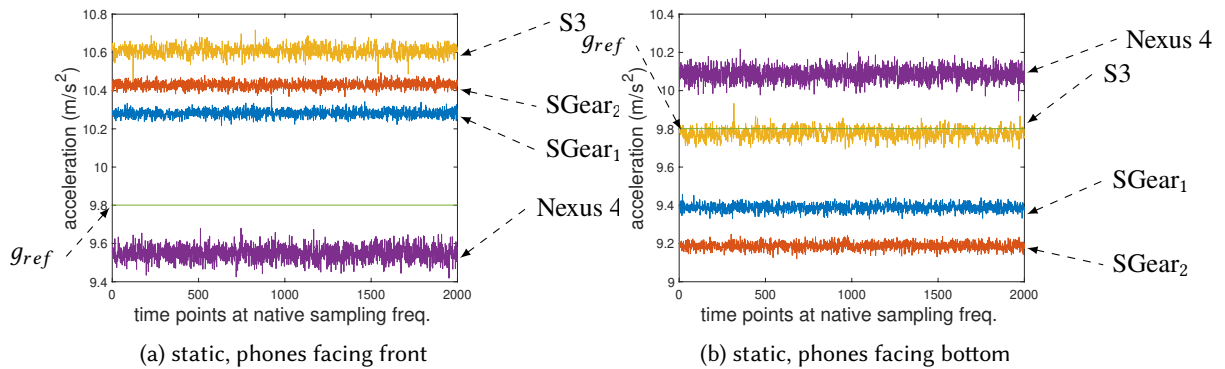 10.8
10.6
10.4
10.2
10
9.8
9.6
9.4
acceleration (m/s²)
0
500
1000
1500
2000
time points at native sampling freq.
S3
SGear₂
SGear₁
Nexus 4
g_ref
(a) static, phones facing front
10.4
10.2
10
9.8
9.6
9.4
9.2
9
acceleration (m/s²)
0
500
1000
1500
2000
time points at native sampling freq.
g_ref
Nexus 4
S3
SGear₁
SGear₂
(b) static, phones facing bottom